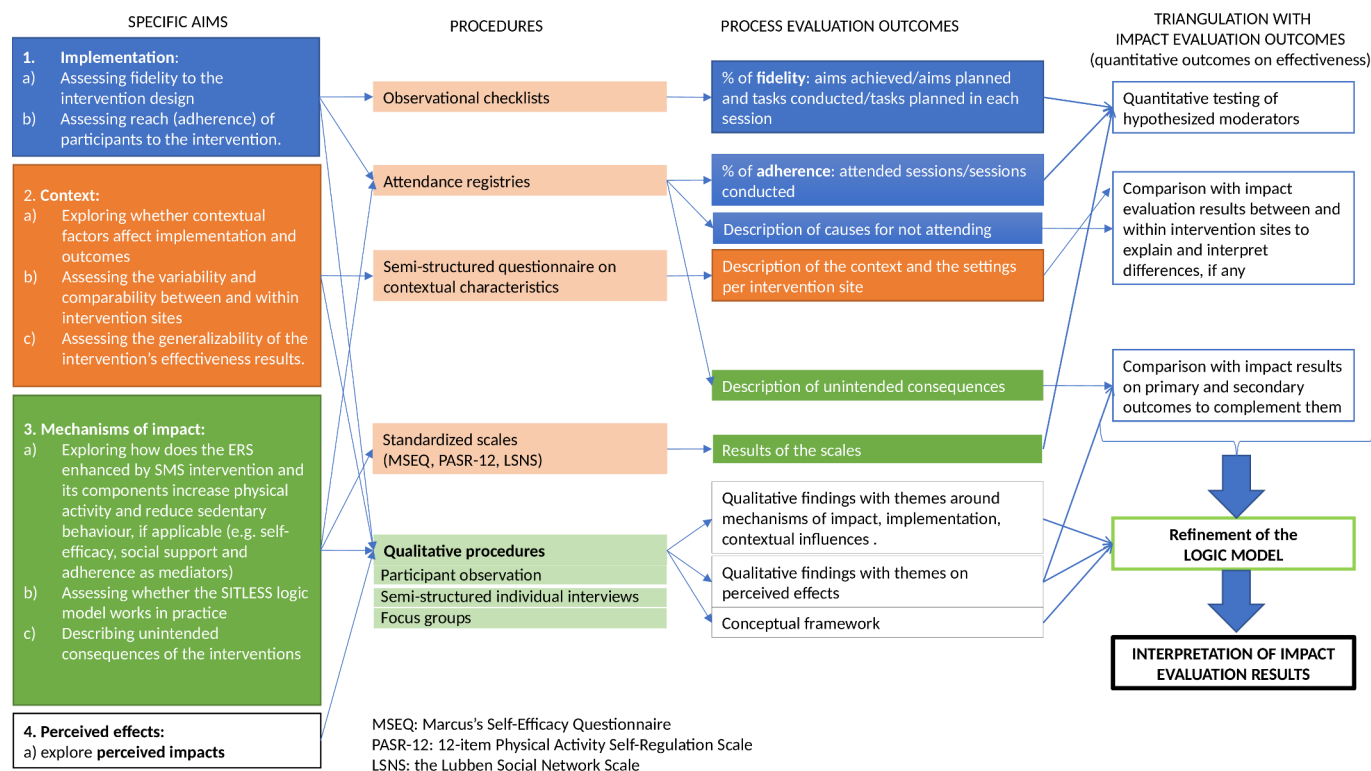 SPECIFIC AIMS
1. Implementation:
a) Assessing fidelity to the
intervention design
b) Assessing reach (adherence) of
participants to the intervention.
2. Context:
a) Exploring whether contextual
factors affect implementation and
outcomes
b) Assessing the variability and
comparability between and within
intervention sites
c) Assessing the generalizability of the
intervention's effectiveness results.
3. Mechanisms of impact:
a) Exploring how does the ERS
enhanced by SMS intervention and
its components increase physical
activity and reduce sedentary
behaviour, if applicable (e.g. self-
efficacy, social support and
adherence as mediators)
b) Assessing whether the SITLESS logic
model works in practice
c) Describing unintended
consequences of the interventions
4. Perceived effects:
a) explore perceived impacts
PROCEDURES
Observational checklists
Attendance registries
Semi-structured questionnaire on
contextual characteristics
Standardized scales
(MSEQ, PASR-12, LSNS)
Qualitative procedures
Participant observation
Semi-structured individual interviews
Focus groups
PROCESS EVALUATION OUTCOMES
% of fidelity: aims achieved/aims planned
and tasks conducted/tasks planned in each
session
% of adherence: attended sessions/sessions
conducted
Description of causes for not attending
Description of the context and the settings
per intervention site
Description of unintended consequences
Results of the scales
Qualitative findings with themes around
mechanisms of impact, implementation,
contextual influences .
Qualitative findings with themes on
perceived effects
Conceptual framework
TRIANGULATION WITH
IMPACT EVALUATION OUTCOMES
(quantitative outcomes on effectiveness)
Quantitative testing of
hypothesized moderators
Comparison with impact
evaluation results between and
within intervention sites to
explain and interpret
differences, if any
Comparison with impact results
on primary and secondary
outcomes to complement them
Refinement of the
LOGIC MODEL
INTERPRETATION OF IMPACT
EVALUATION RESULTS
MSEQ: Marcus's Self-Efficacy Questionnaire
PASR-12: 12-item Physical Activity Self-Regulation Scale
LSNS: the Lubben Social Network Scale